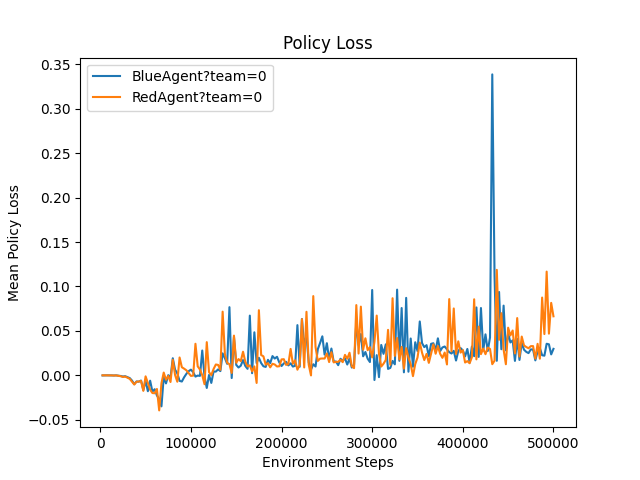 Policy Loss
BlueAgent?team=0
RedAgent?team=0
Mean Policy Loss
0.35
0.30
0.25
0.20
0.15
0.10
0.05
0.00
−0.05
0 100000 200000 300000 400000 500000
Environment Steps